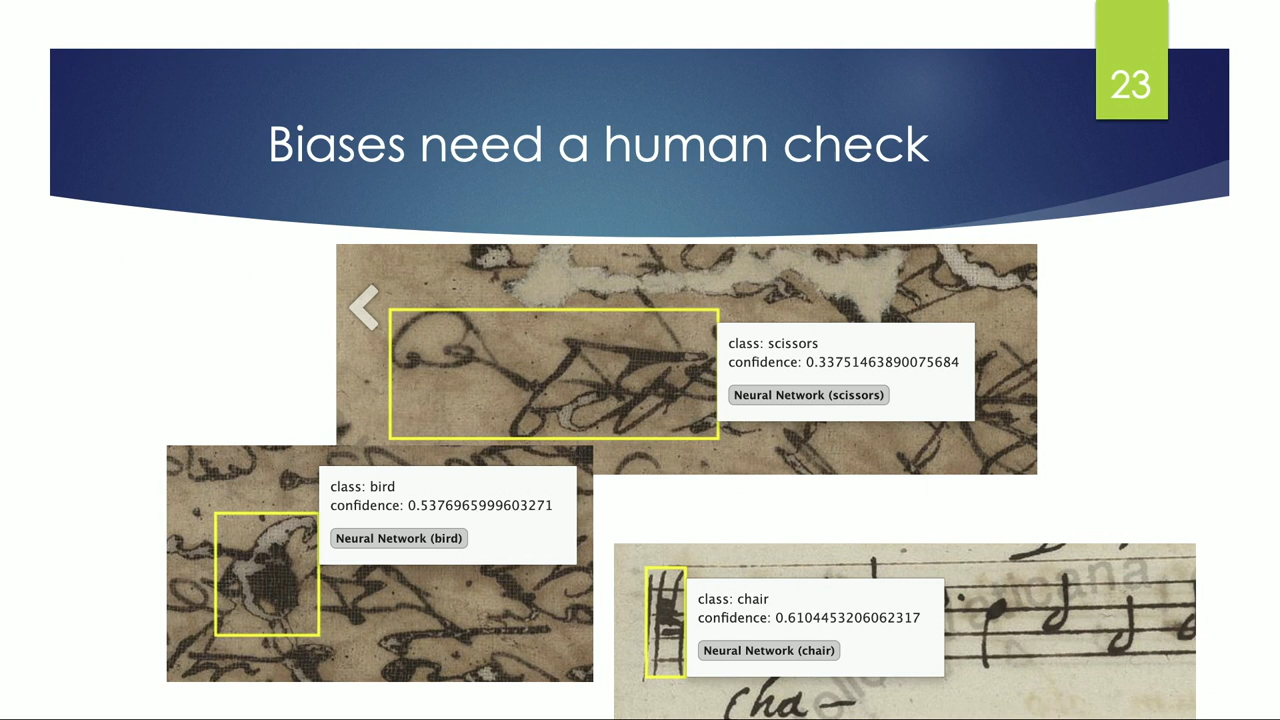 23
Biases need a human check
class: scissors
confidence: 0.33751463890075684
Neural Network (scissors)
class: bird
confidence: 0.5376965999603271
Neural Network (bird)
class: chair
confidence: 0.6104453206062317
Neural Network (chair)
cha-